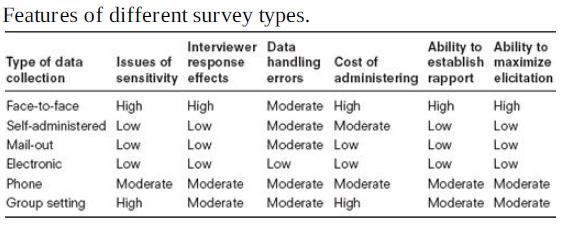 Features of different survey types.
Interviewer Data Ability to Ability to
Type of data Issues of response handling Cost of establish maximize
collection sensitivity effects errors administering rapport elicitation
Face-to-face High High Moderate High High High
Self-administered Low Low Moderate Moderate Low Low
Mail-out Low Low Moderate Low Low Low
Electronic Low Low Low Low Low Low
Phone Moderate Moderate Moderate Moderate Moderate Moderate
Group setting High Moderate Moderate High Moderate Moderate